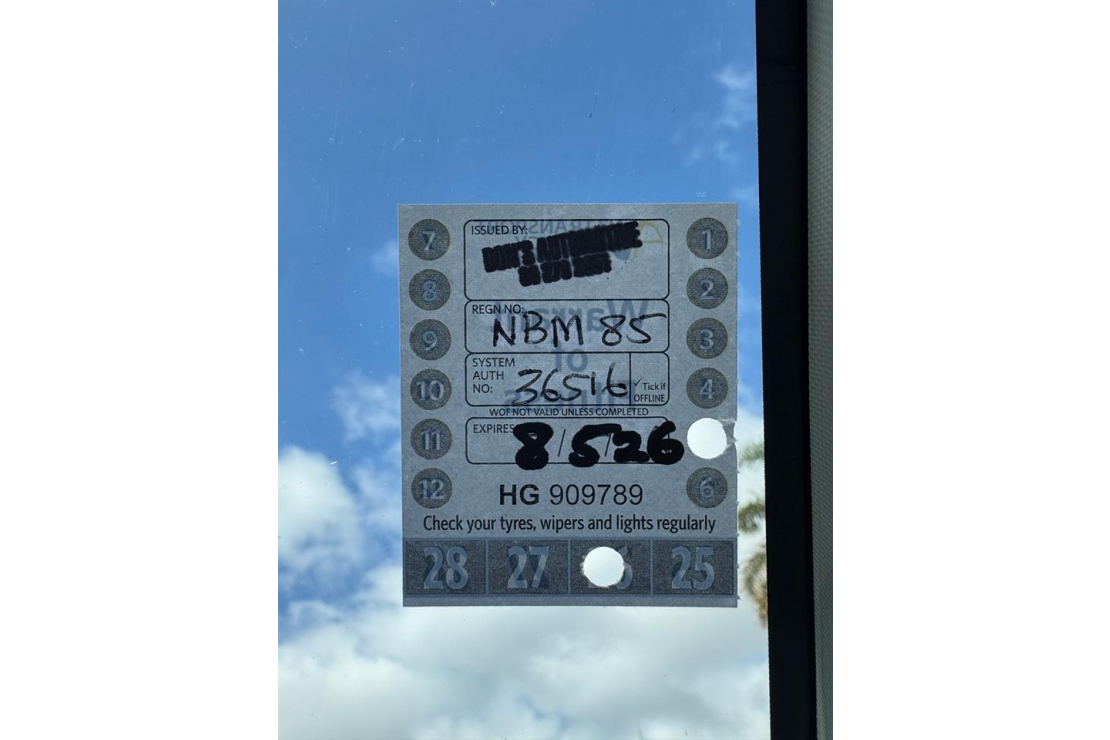 7
8
9
10
11
12
ISSUED BY:
DON'S AUTOMOTIVE
REGN NO:
NBM 85
SYSTEM
AUTH
NO:
36516
✓ Tick if
OFFLINE
WOF NOT VALID UNLESS COMPLETED
EXPIRES
8/5/26
HG 909789
1
2
3
4
6
Check your tyres, wipers and lights regularly
28 27 25